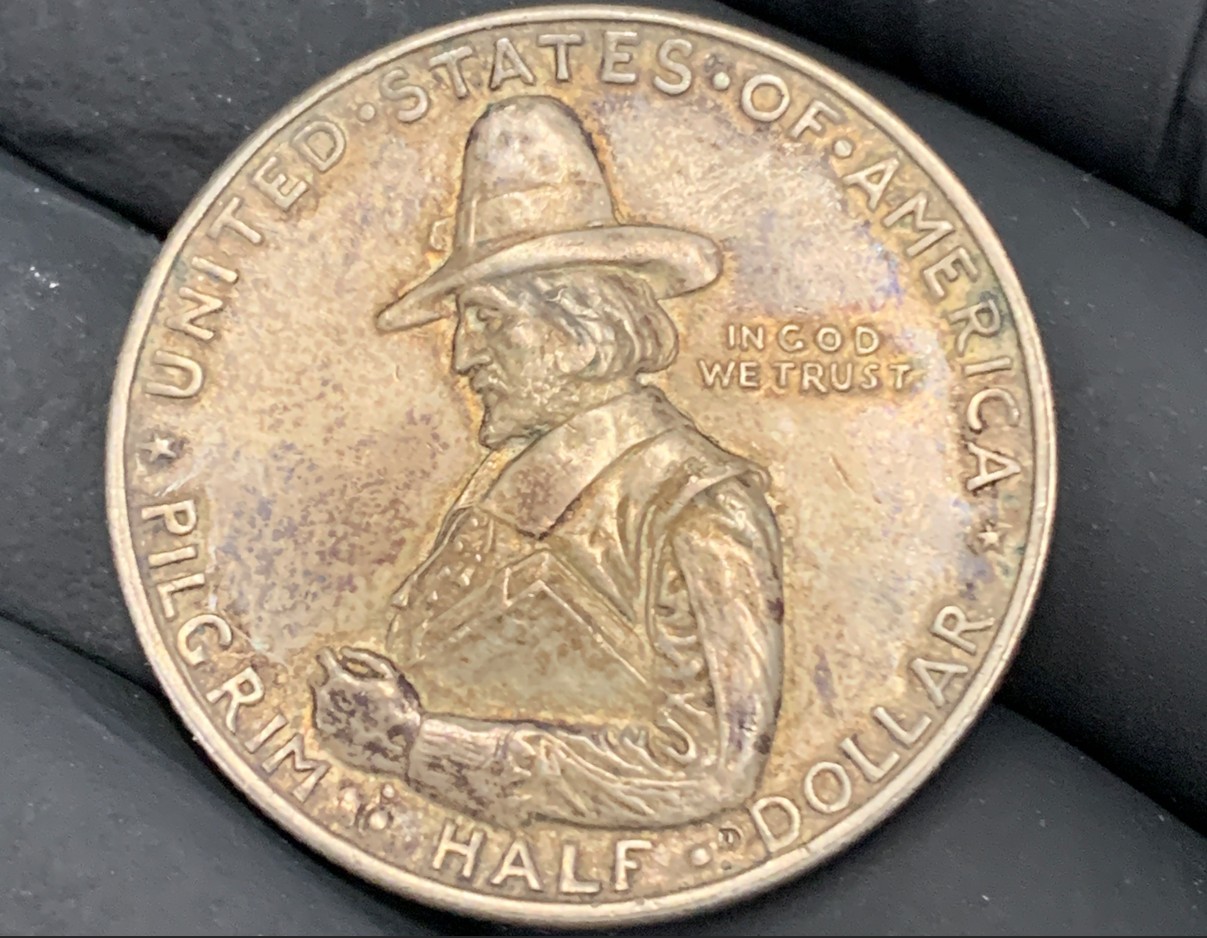 UNITED·STATES·OF·AMERICA
IN GOD
WE TRUST
PILGRIM HALF·DOLLAR
D